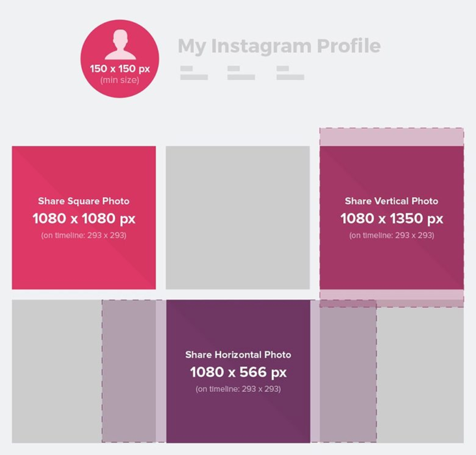 My Instagram Profile
150 x 150 px
(min size)
Share Square Photo
1080 x 1080 px
(on timeline: 293 x 293)
Share Vertical Photo
1080 x 1350 px
(on timeline: 293 x 293)
Share Horizontal Photo
1080 x 566 px
(on timeline: 293 x 293)